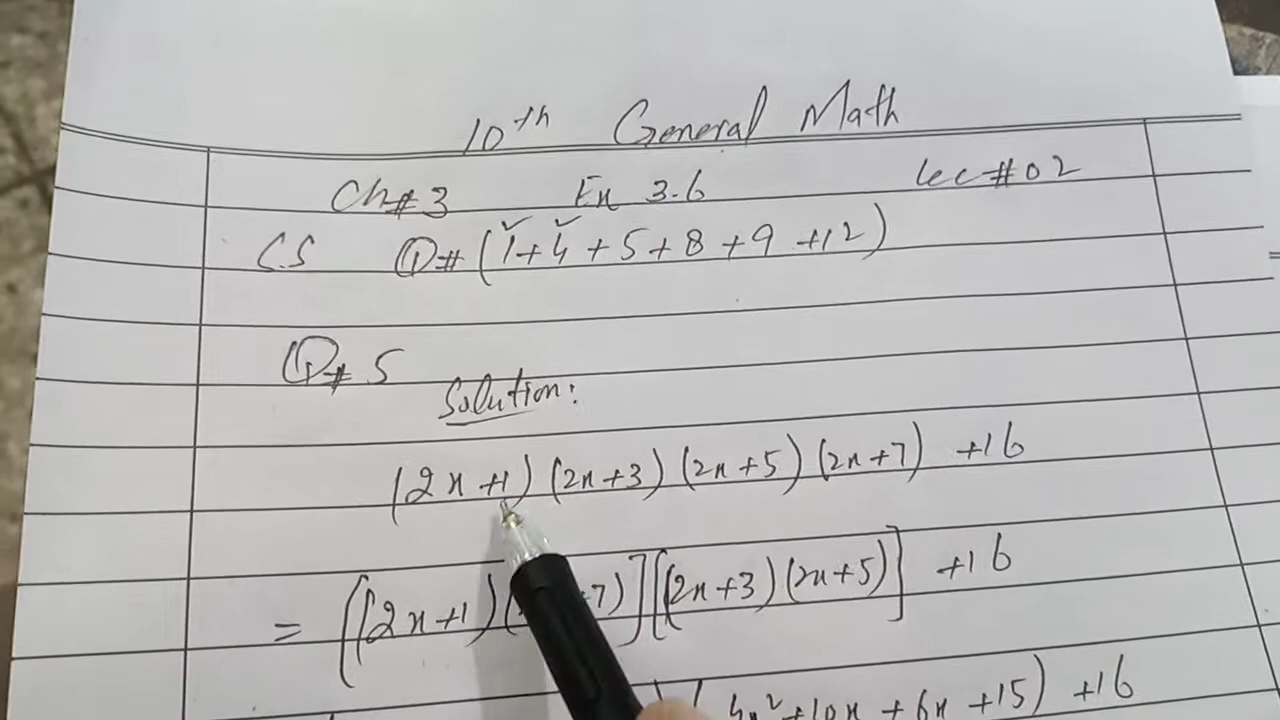 10th General Math
Ch#3 Ex 3.6 Lec#02
CS Q#(1+4+5+8+9+12)
Q#5
Solution:
(2x+1)(2x+3)(2x+5)(2x+7)+16
= [(2x+1)( +7)][(2x+3)(2x+5)]+16
4x²+10x+6x+15)+16